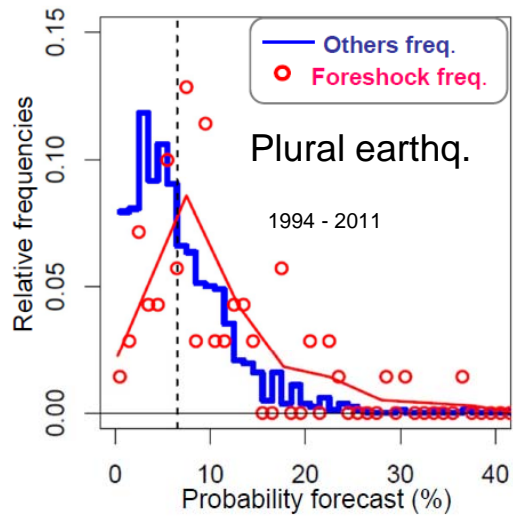 Others freq.
Foreshock freq.
Plural earthq.
1994 - 2011
Relative frequencies
0.15
0.10
0.05
0.00
0 10 20 30 40
Probability forecast (%)